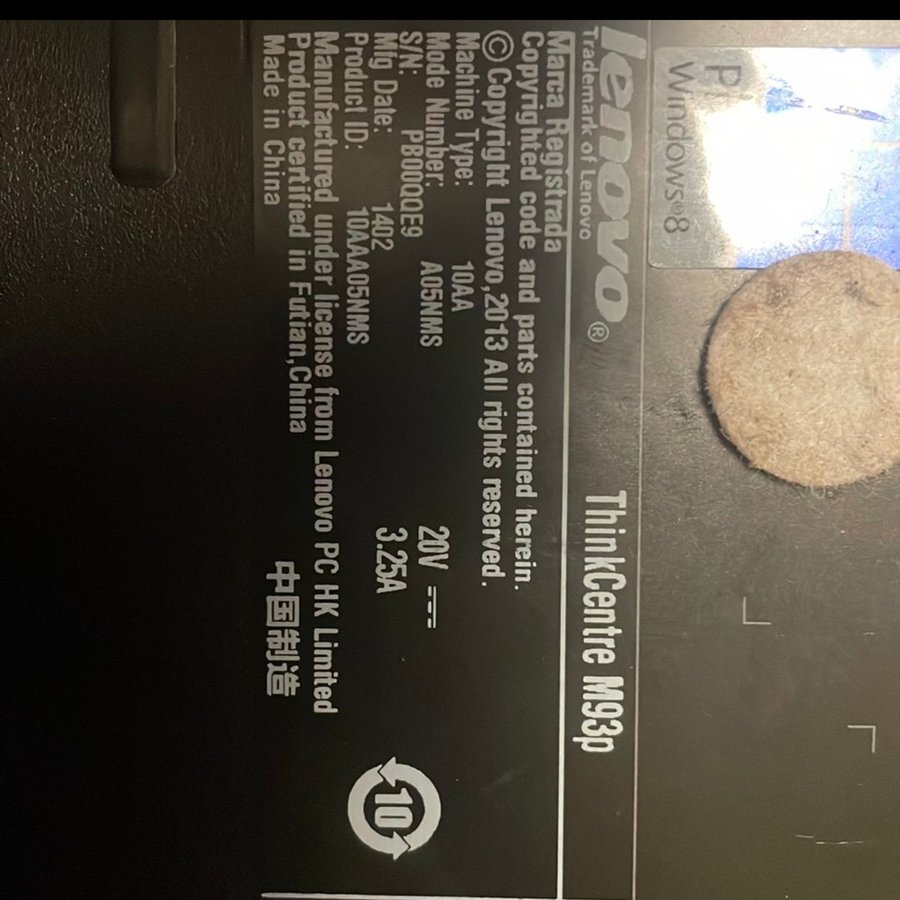 P
Windows®8
lenovo®
ThinkCentre M93p
Trademark of Lenovo
Marca Registrada
Copyrighted code and parts contained herein.
© Copyright Lenovo,2013 All rights reserved.
Machine Type: 10AA
Mode Number: A05NMS
20V
S/N: PB00QQE9
3.25A
Mfg Date: 1402
Product ID: 10AAA05NMS
Manufactured under license from Lenovo PC HK Limited
Product certified in Futian,China
Made in China
中国制造
10